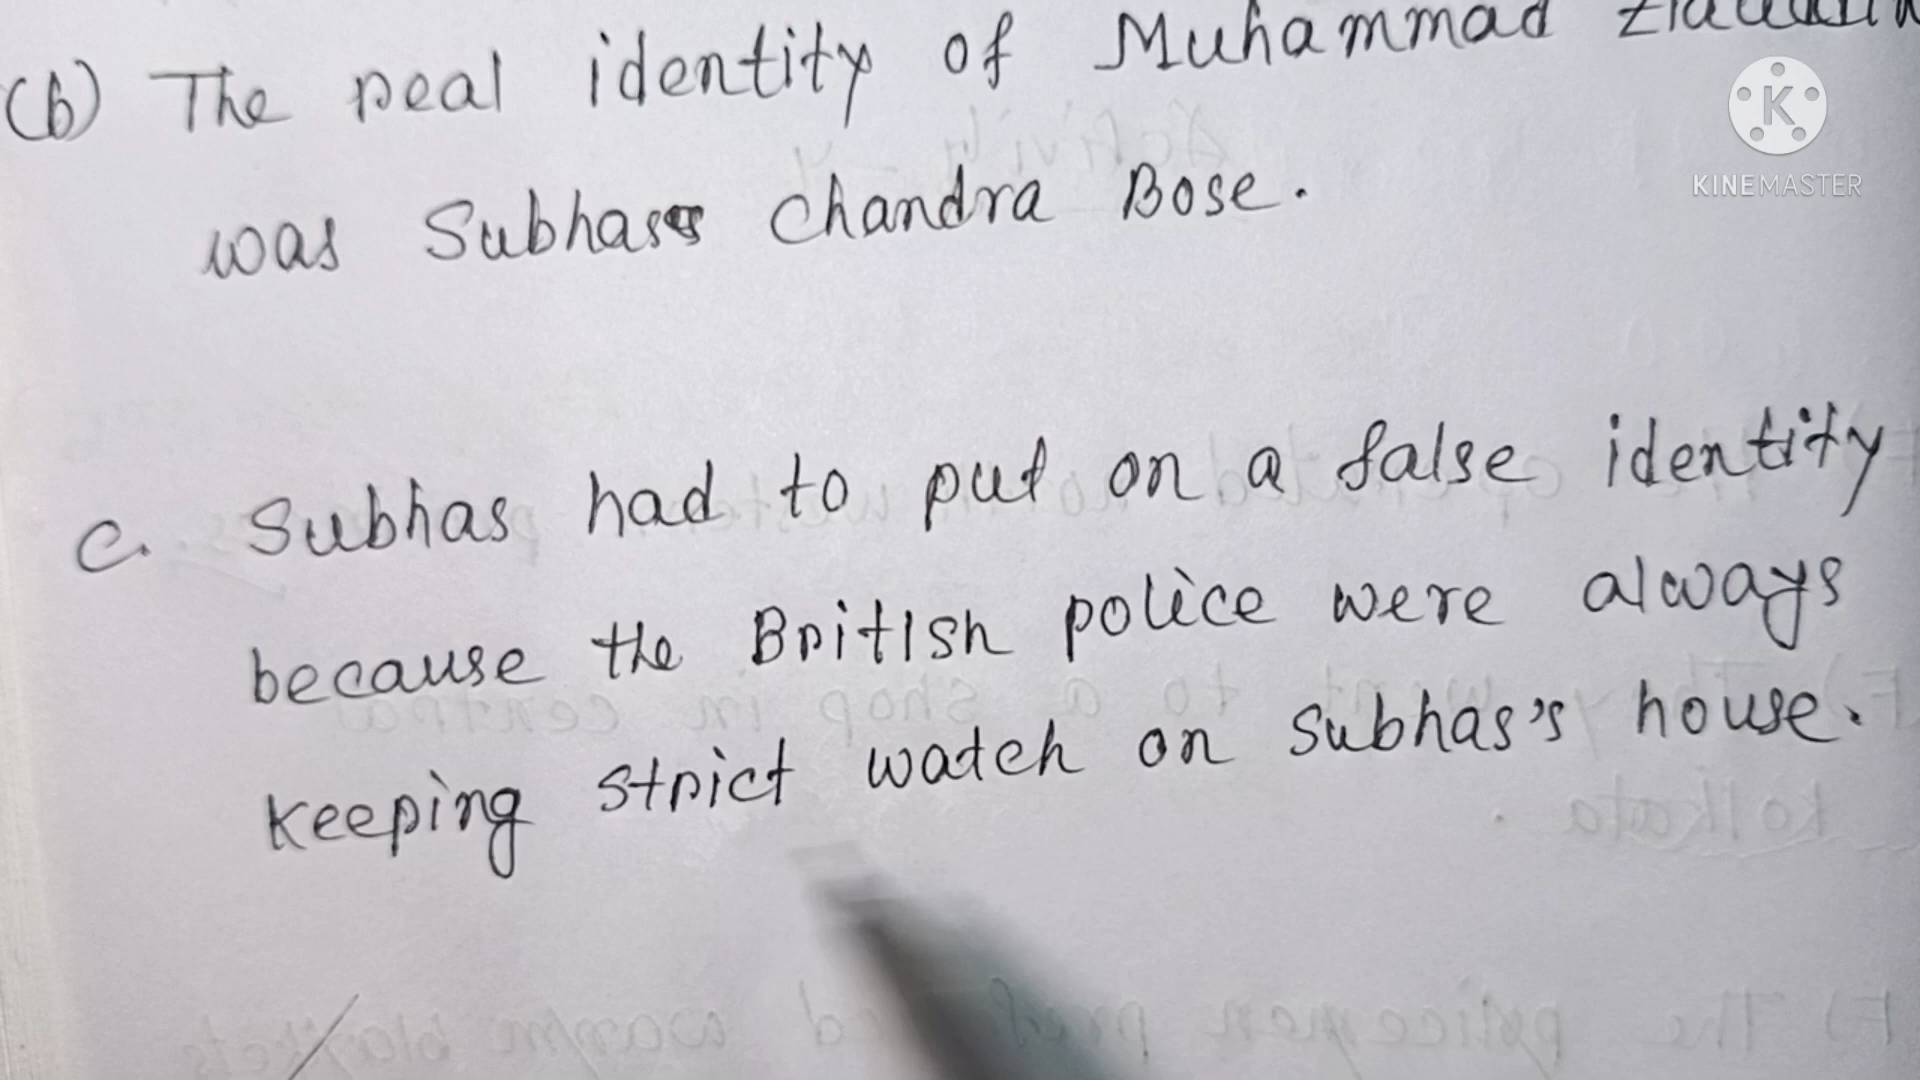 (b) The real identity of Muhammad Ziauddin
was Subhas Chandra Bose.
c. Subhas had to put on a false identity
because the British police were always
keeping strict watch on Subhas's house.
KINEMASTER